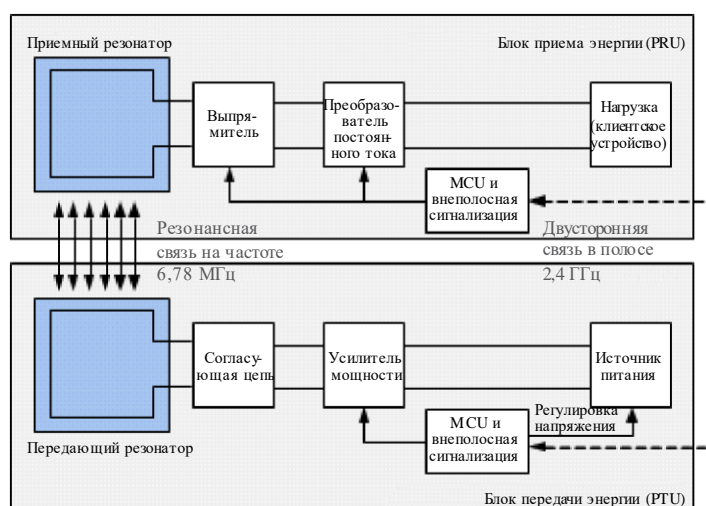 Приемный резонатор
Блок приема энергии (PRU)
Выпря-
митель
Преобразо-
ватель
постоян-
ного тока
Нагрузка
(клиентское
устройство)
MCU и
внеполосная
сигнализация
Резонансная
связь на частоте
6,78 МГц
Двусторонняя
связь в полосе
2,4 ГГц
Согласу-
ющая цепь
Усилитель
мощности
Источник
питания
MCU и
внеполосная
сигнализация
Регулировка
напряжения
Передающий резонатор
Блок передачи энергии (PTU)